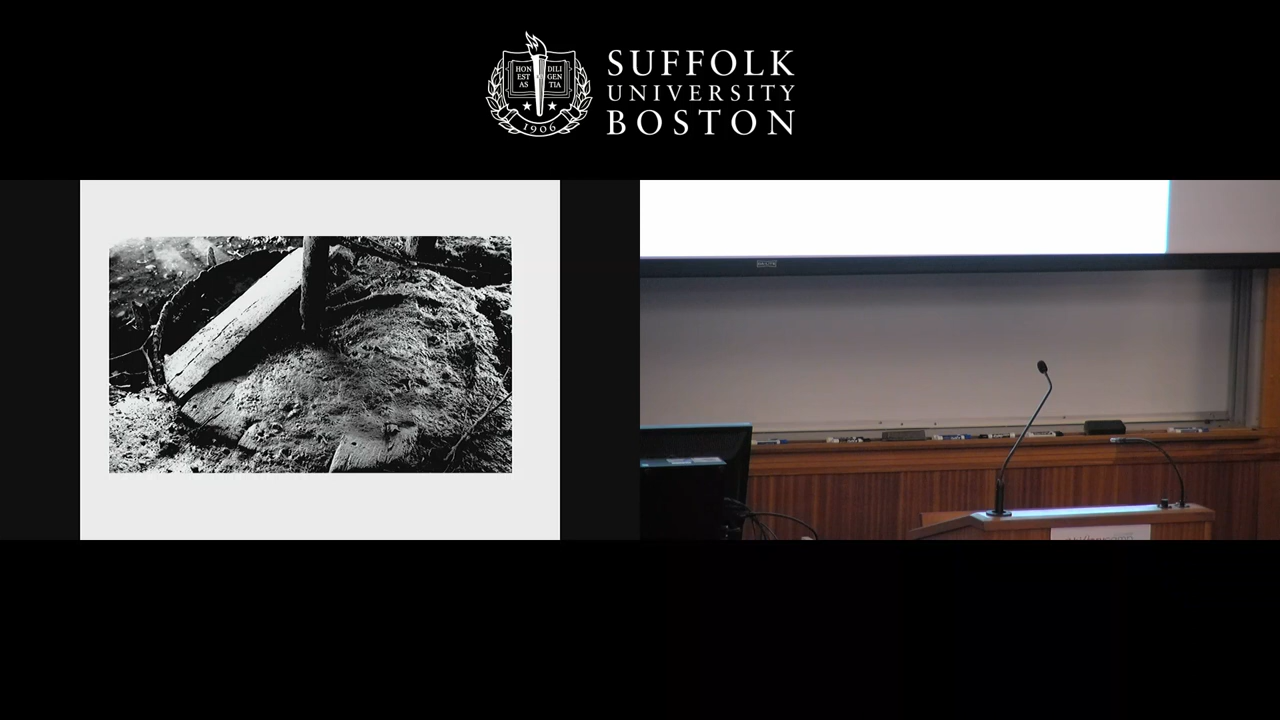 HON
EST
AS
DILI
GEN
TIA
1906
SUFFOLK
UNIVERSITY
BOSTON